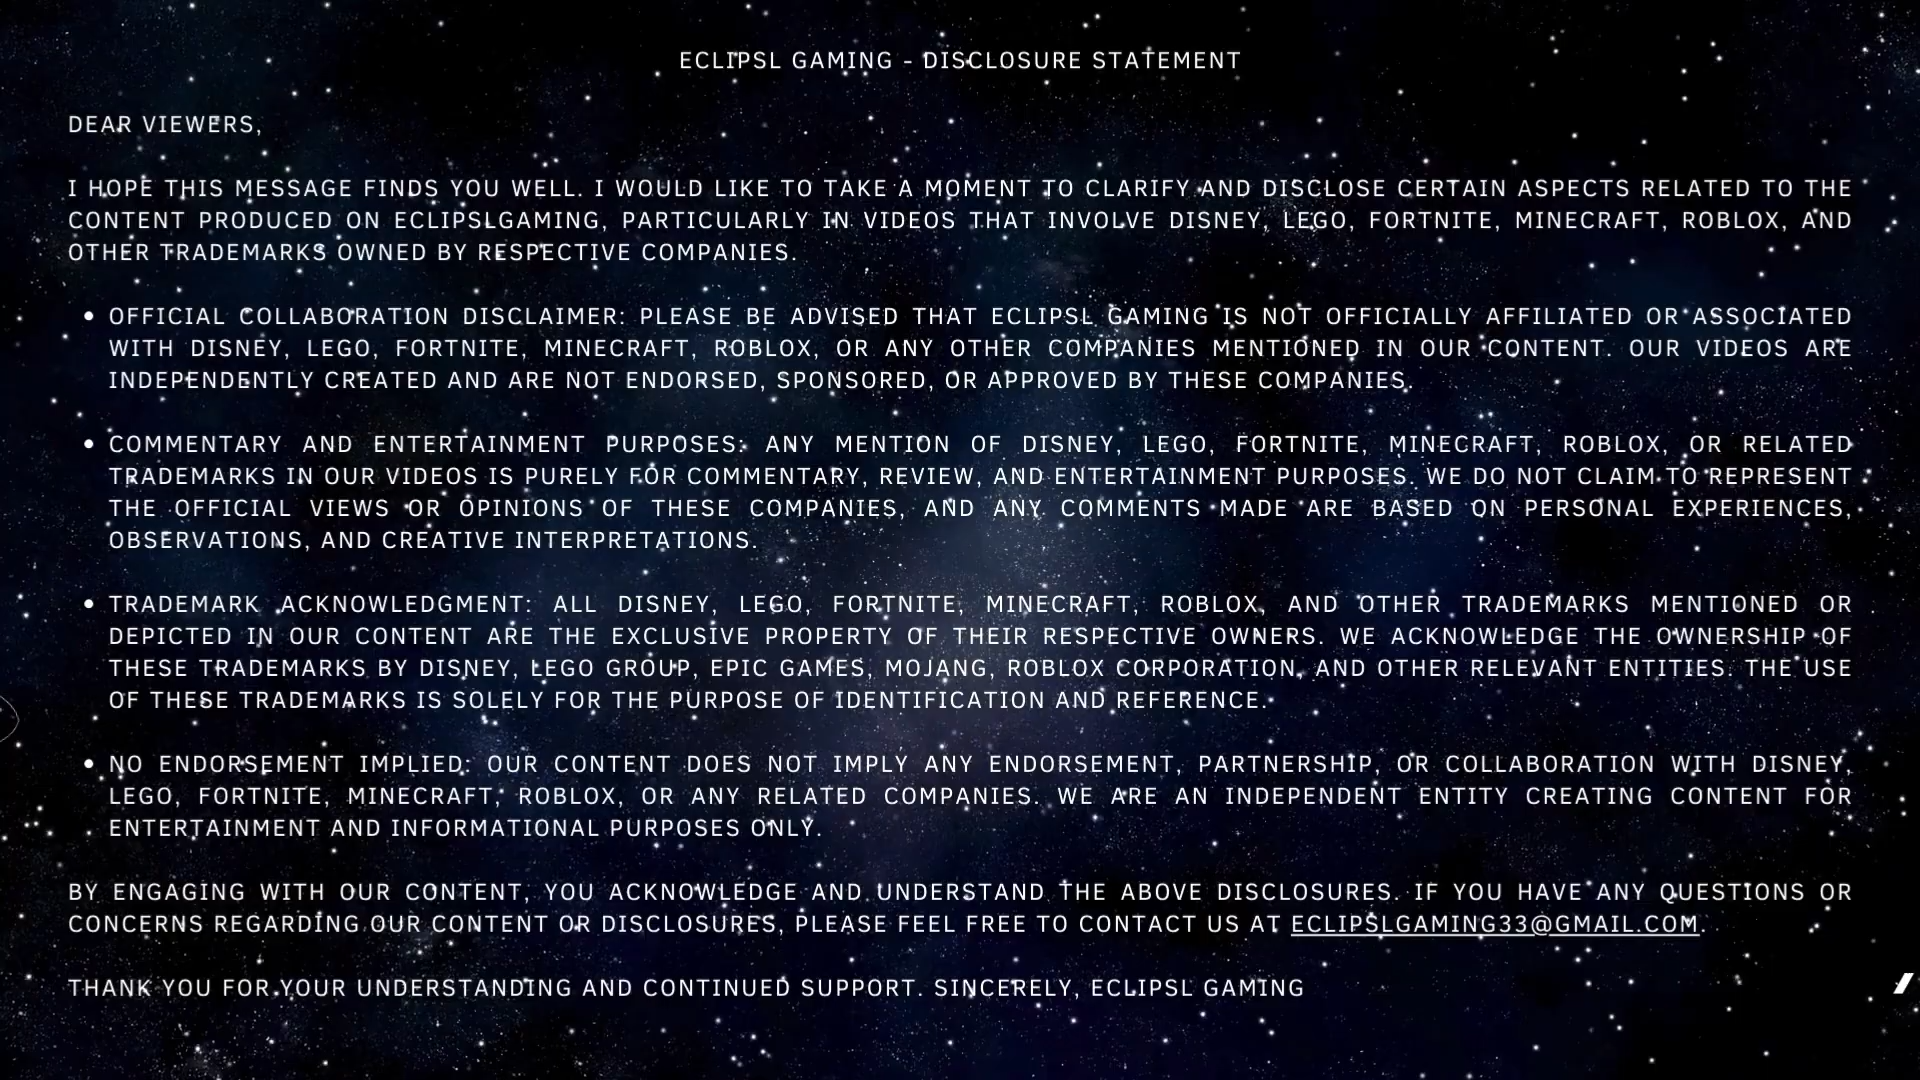 ECLIPSL GAMING - DISCLOSURE STATEMENT
DEAR VIEWERS,
I HOPE THIS MESSAGE FINDS YOU WELL. I WOULD LIKE TO TAKE A MOMENT TO CLARIFY AND DISCLOSE CERTAIN ASPECTS RELATED TO THE
CONTENT PRODUCED ON ECLIPSLGAMING, PARTICULARLY IN VIDEOS THAT INVOLVE DISNEY, LEGO, FORTNITE, MINECRAFT, ROBLOX, AND
OTHER TRADEMARKS OWNED BY RESPECTIVE COMPANIES.
• OFFICIAL COLLABORATION DISCLAIMER: PLEASE BE ADVISED THAT ECLIPSL GAMING IS NOT OFFICIALLY AFFILIATED OR ASSOCIATED
WITH DISNEY, LEGO, FORTNITE, MINECRAFT, ROBLOX, OR ANY OTHER COMPANIES MENTIONED IN OUR CONTENT. OUR VIDEOS ARE
INDEPENDENTLY CREATED AND ARE NOT ENDORSED, SPONSORED, OR APPROVED BY THESE COMPANIES.
• COMMENTARY AND ENTERTAINMENT PURPOSES: ANY MENTION OF DISNEY, LEGO, FORTNITE, MINECRAFT, ROBLOX, OR RELATED
TRADEMARKS IN OUR VIDEOS IS PURELY FOR COMMENTARY, REVIEW, AND ENTERTAINMENT PURPOSES. WE DO NOT CLAIM TO REPRESENT
THE OFFICIAL VIEWS OR OPINIONS OF THESE COMPANIES, AND ANY COMMENTS MADE ARE BASED ON PERSONAL EXPERIENCES,
OBSERVATIONS, AND CREATIVE INTERPRETATIONS.
• TRADEMARK ACKNOWLEDGMENT: ALL DISNEY, LEGO, FORTNITE, MINECRAFT, ROBLOX, AND OTHER TRADEMARKS MENTIONED OR
DEPICTED IN OUR CONTENT ARE THE EXCLUSIVE PROPERTY OF THEIR RESPECTIVE OWNERS. WE ACKNOWLEDGE THE OWNERSHIP OF
THESE TRADEMARKS BY DISNEY, LEGO GROUP, EPIC GAMES, MOJANG, ROBLOX CORPORATION, AND OTHER RELEVANT ENTITIES. THE USE
OF THESE TRADEMARKS IS SOLELY FOR THE PURPOSE OF IDENTIFICATION AND REFERENCE.
• NO ENDORSEMENT IMPLIED: OUR CONTENT DOES NOT IMPLY ANY ENDORSEMENT, PARTNERSHIP, OR COLLABORATION WITH DISNEY,
LEGO, FORTNITE, MINECRAFT, ROBLOX, OR ANY RELATED COMPANIES. WE ARE AN INDEPENDENT ENTITY CREATING CONTENT FOR
ENTERTAINMENT AND INFORMATIONAL PURPOSES ONLY.
BY ENGAGING WITH OUR CONTENT, YOU ACKNOWLEDGE AND UNDERSTAND THE ABOVE DISCLOSURES. IF YOU HAVE ANY QUESTIONS OR
CONCERNS REGARDING OUR CONTENT OR DISCLOSURES, PLEASE FEEL FREE TO CONTACT US AT ECLIPSLGAMING33@GMAIL.COM.
THANK YOU FOR YOUR UNDERSTANDING AND CONTINUED SUPPORT. SINCERELY, ECLIPSL GAMING